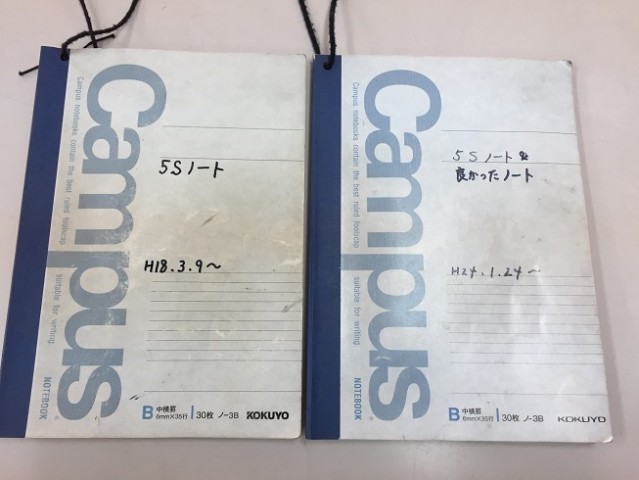 Campus
Campus notebooks contain the best ruled foolscap
suitable for writing
NOTEBOOK
5Sノート
H18.3.9〜
B 中横罫 6mm×35行 30枚 ノ-3B KOKUYO
Campus
Campus notebooks contain the best ruled foolscap
suitable for writing
NOTEBOOK
5Sノート&
良かったノート
H24.1.24〜
B 中横罫 6mm×35行 30枚 ノ-3B KOKUYO